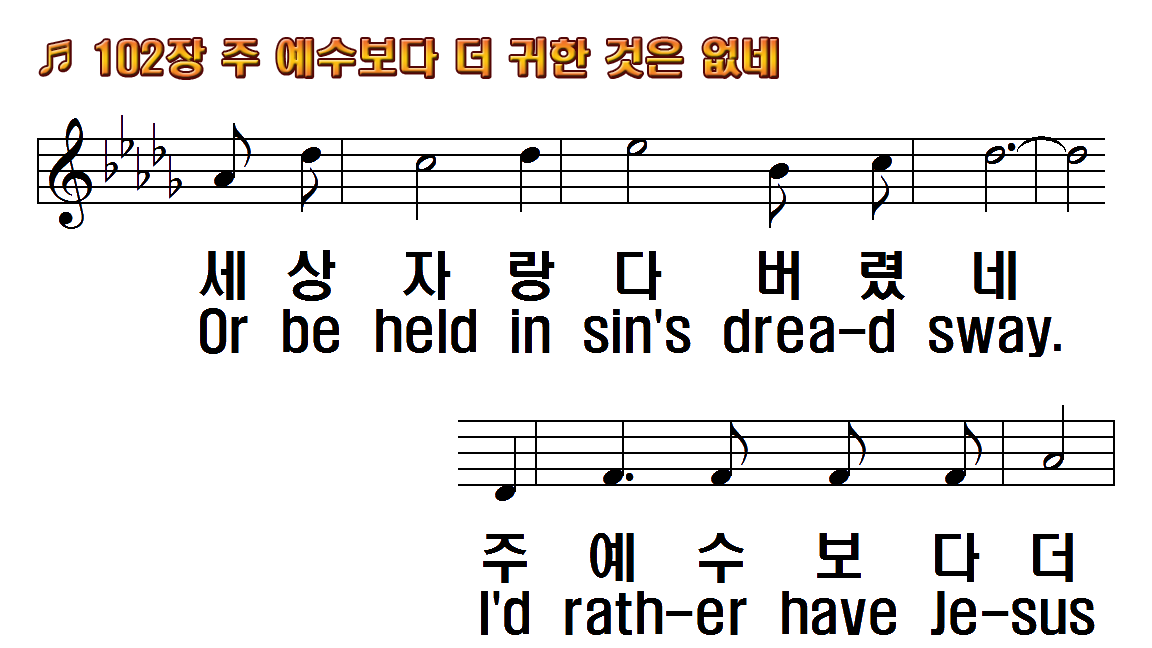 ♬ 102장 주 예수보다 더 귀한 것은 없네
세 상 자 랑 다 버 렸 네
Or be held in sin's drea-d sway.
주 예 수 보 다 더
I'd rath-er have Je-sus